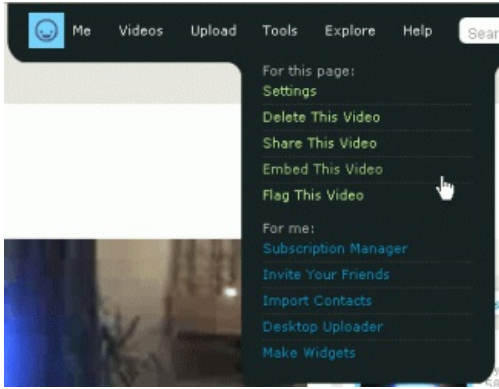 Me Videos Upload Tools Explore Help Sear
For this page:
Settings
Delete This Video
Share This Video
Embed This Video
Flag This Video
For me:
Subscription Manager
Invite Your Friends
Import Contacts
Desktop Uploader
Make Widgets